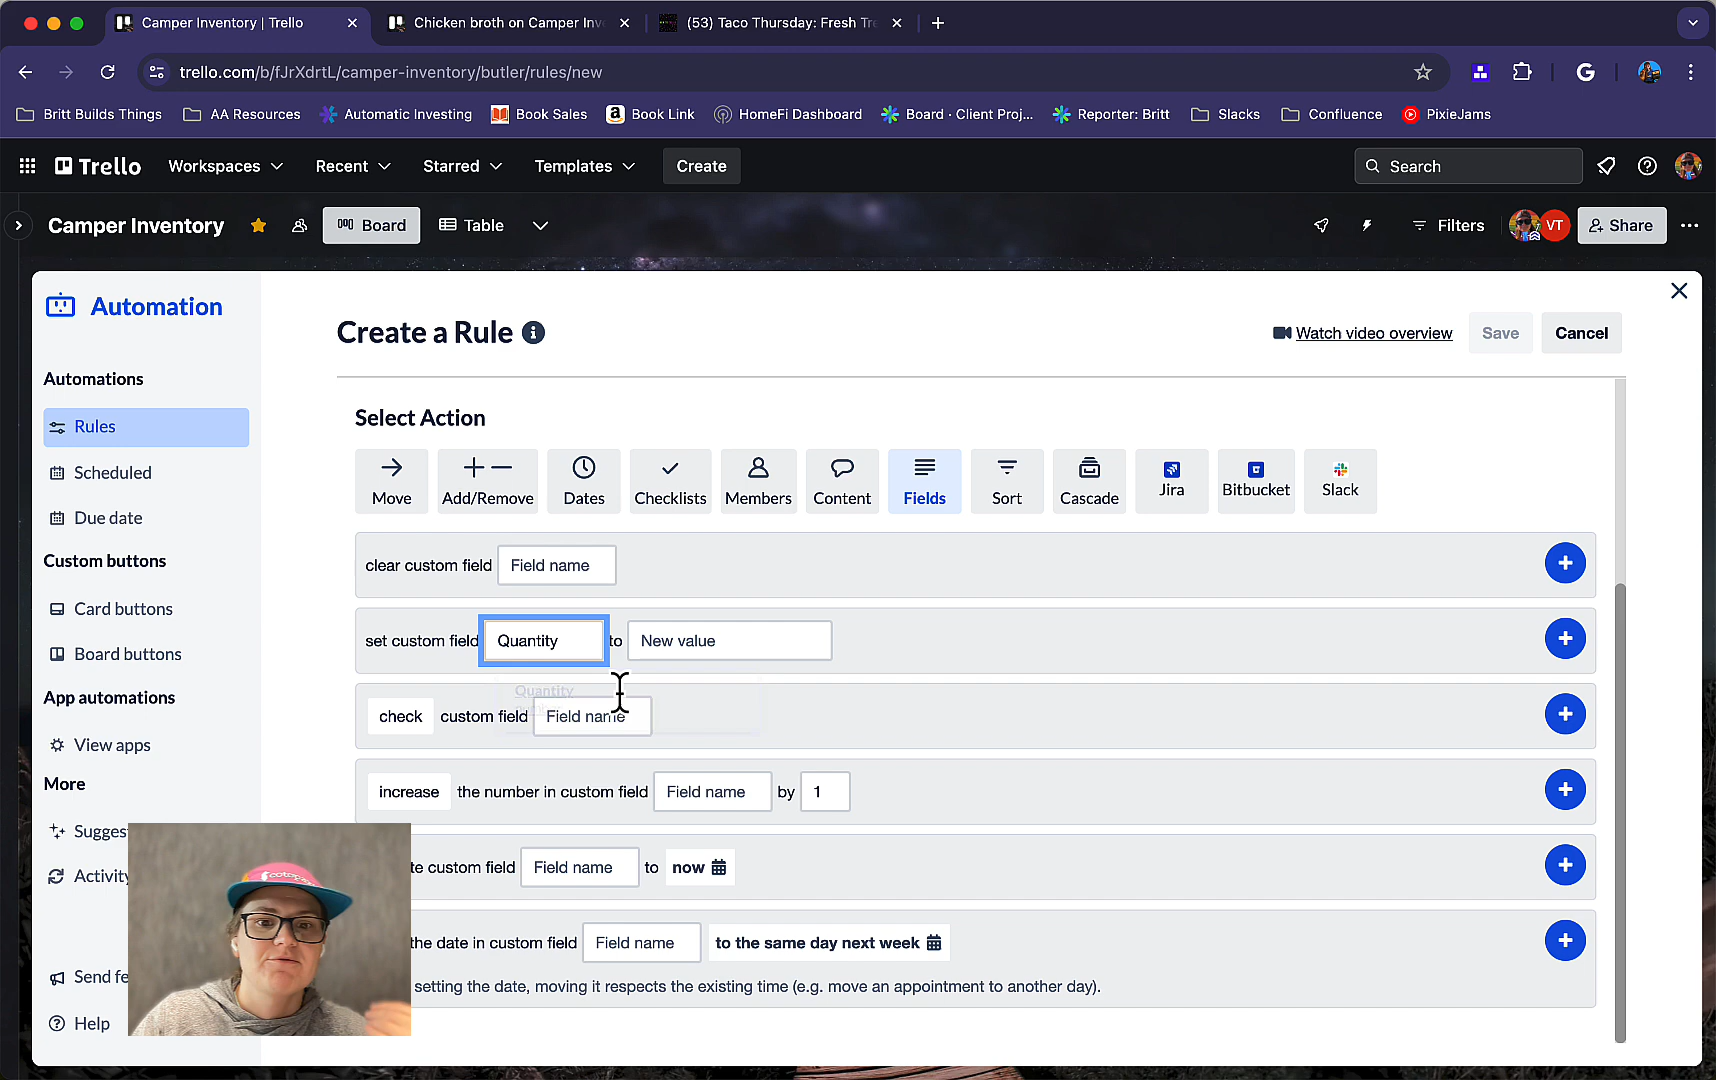 Camper Inventory | Trello
Chicken broth on Camper Inv
(53) Taco Thursday: Fresh Tre
trello.com/b/fJrXdrtL/camper-inventory/butler/rules/new
Britt Builds Things
AA Resources
Automatic Investing
Book Sales
Book Link
HomeFi Dashboard
Board · Client Proj...
Reporter: Britt
Slacks
Confluence
PixieJams
Trello
Workspaces
Recent
Starred
Templates
Create
Search
Camper Inventory
Board
Table
Filters
VT
Share
Automation
Automations
Rules
Scheduled
Due date
Custom buttons
Card buttons
Board buttons
App automations
View apps
More
Sugges
Activity
Send fe
Help
Create a Rule
Watch video overview
Save
Cancel
Select Action
Move
Add/Remove
Dates
Checklists
Members
Content
Fields
Sort
Cascade
Jira
Bitbucket
Slack
clear custom field Field name
set custom field Quantity to New value
Quantity
check custom field Field name
increase the number in custom field Field name by 1
te custom field Field name to now
the date in custom field Field name to the same day next week
setting the date, moving it respects the existing time (e.g. move an appointment to another day).